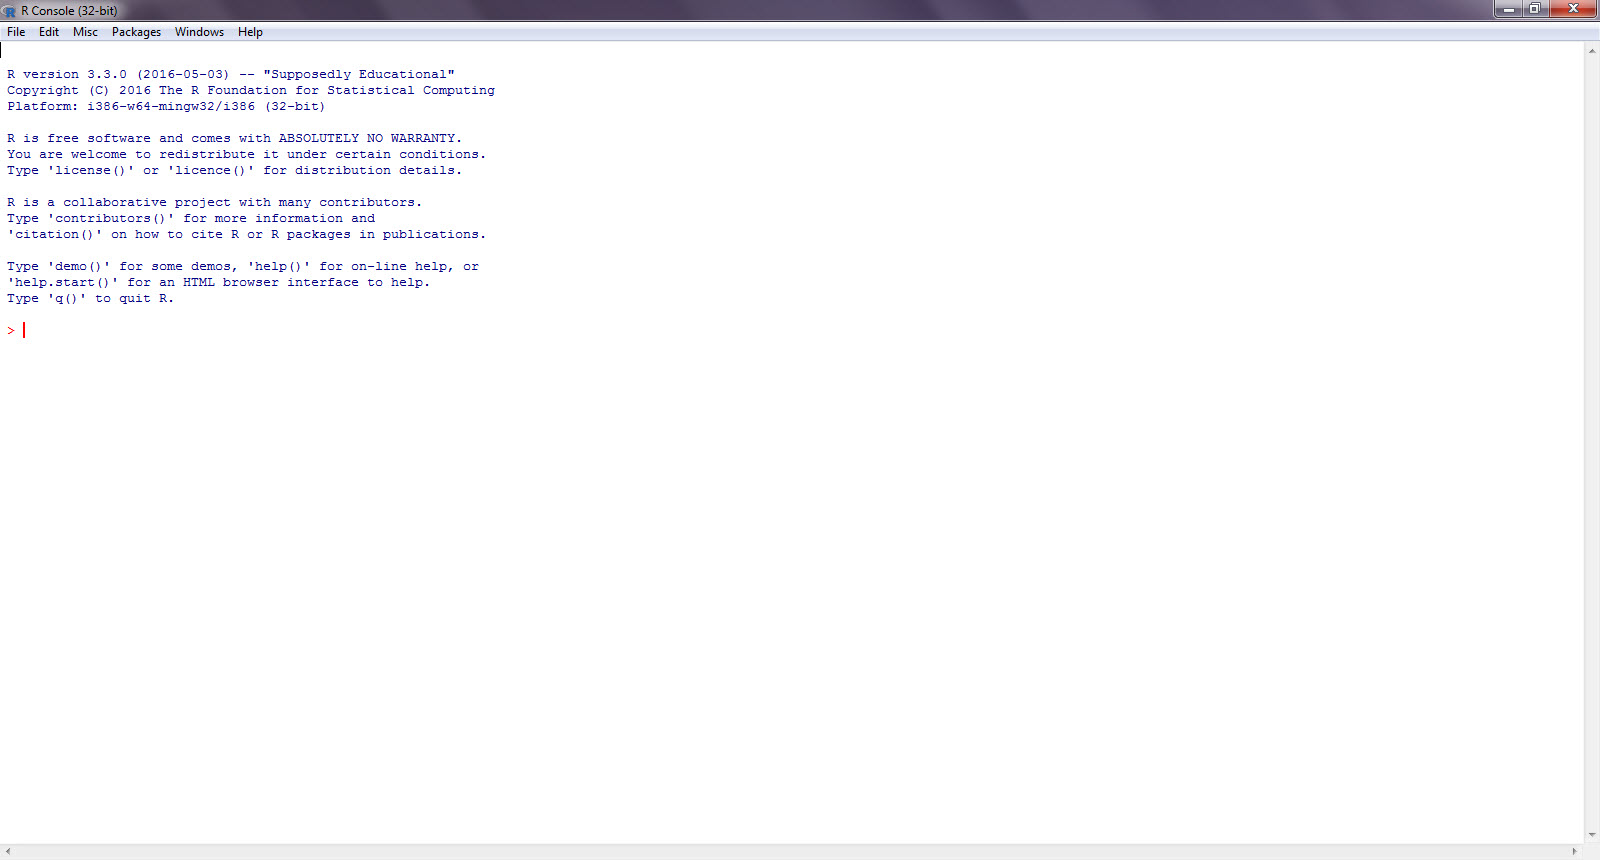 R Console (32-bit)
File Edit Misc Packages Windows Help
R version 3.3.0 (2016-05-03) -- "Supposedly Educational"
Copyright (C) 2016 The R Foundation for Statistical Computing
Platform: i386-w64-mingw32/i386 (32-bit)
R is free software and comes with ABSOLUTELY NO WARRANTY.
You are welcome to redistribute it under certain conditions.
Type 'license()' or 'licence()' for distribution details.
R is a collaborative project with many contributors.
Type 'contributors()' for more information and
'citation()' on how to cite R or R packages in publications.
Type 'demo()' for some demos, 'help()' for on-line help, or
'help.start()' for an HTML browser interface to help.
Type 'q()' to quit R.
>